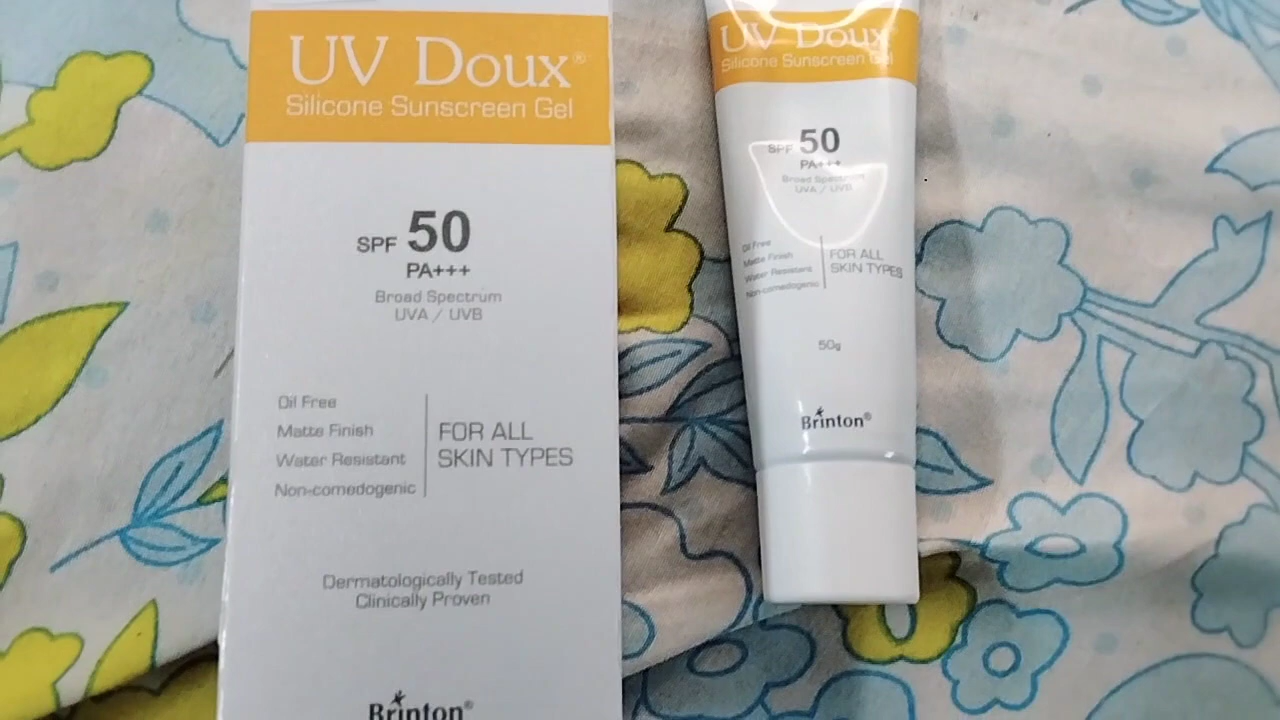 UV Doux®
Silicone Sunscreen Gel
SPF 50
PA+++
Broad Spectrum
UVA / UVB
Oil Free
Matte Finish
Water Resistant
Non-comedogenic
FOR ALL
SKIN TYPES
Dermatologically Tested
Clinically Proven
Brinton®
UV Doux
Silicone Sunscreen Gel
SPF 50
PA+++
Broad Spectrum
UVA / UVB
Oil Free
Matte Finish
Water Resistant
Non-comedogenic
FOR ALL
SKIN TYPES
50g
Brinton®